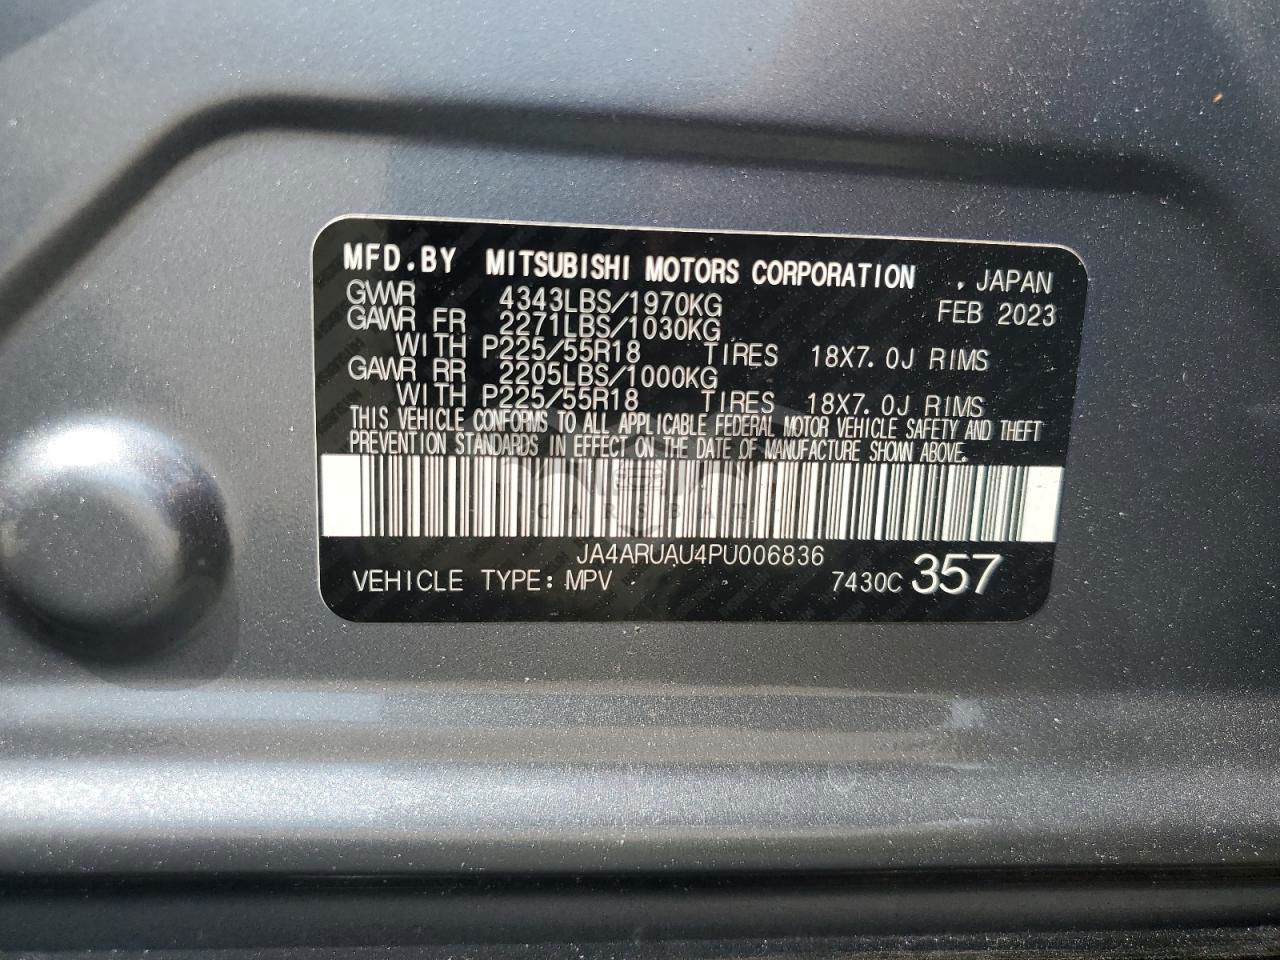 MFD.BY MITSUBISHI MOTORS CORPORATION , JAPAN
GVWR 4343LBS/1970KG FEB 2023
GAWR FR 2271LBS/1030KG
WITH P225/55R18 TIRES 18X7.0J RIMS
GAWR RR 2205LBS/1000KG
WITH P225/55R18 TIRES 18X7.0J RIMS
THIS VEHICLE CONFORMS TO ALL APPLICABLE FEDERAL MOTOR VEHICLE SAFETY AND THEFT
PREVENTION STANDARDS IN EFFECT ON THE DATE OF MANUFACTURE SHOWN ABOVE.
JA4ARUAU4PU006836
VEHICLE TYPE: MPV 7430C 357